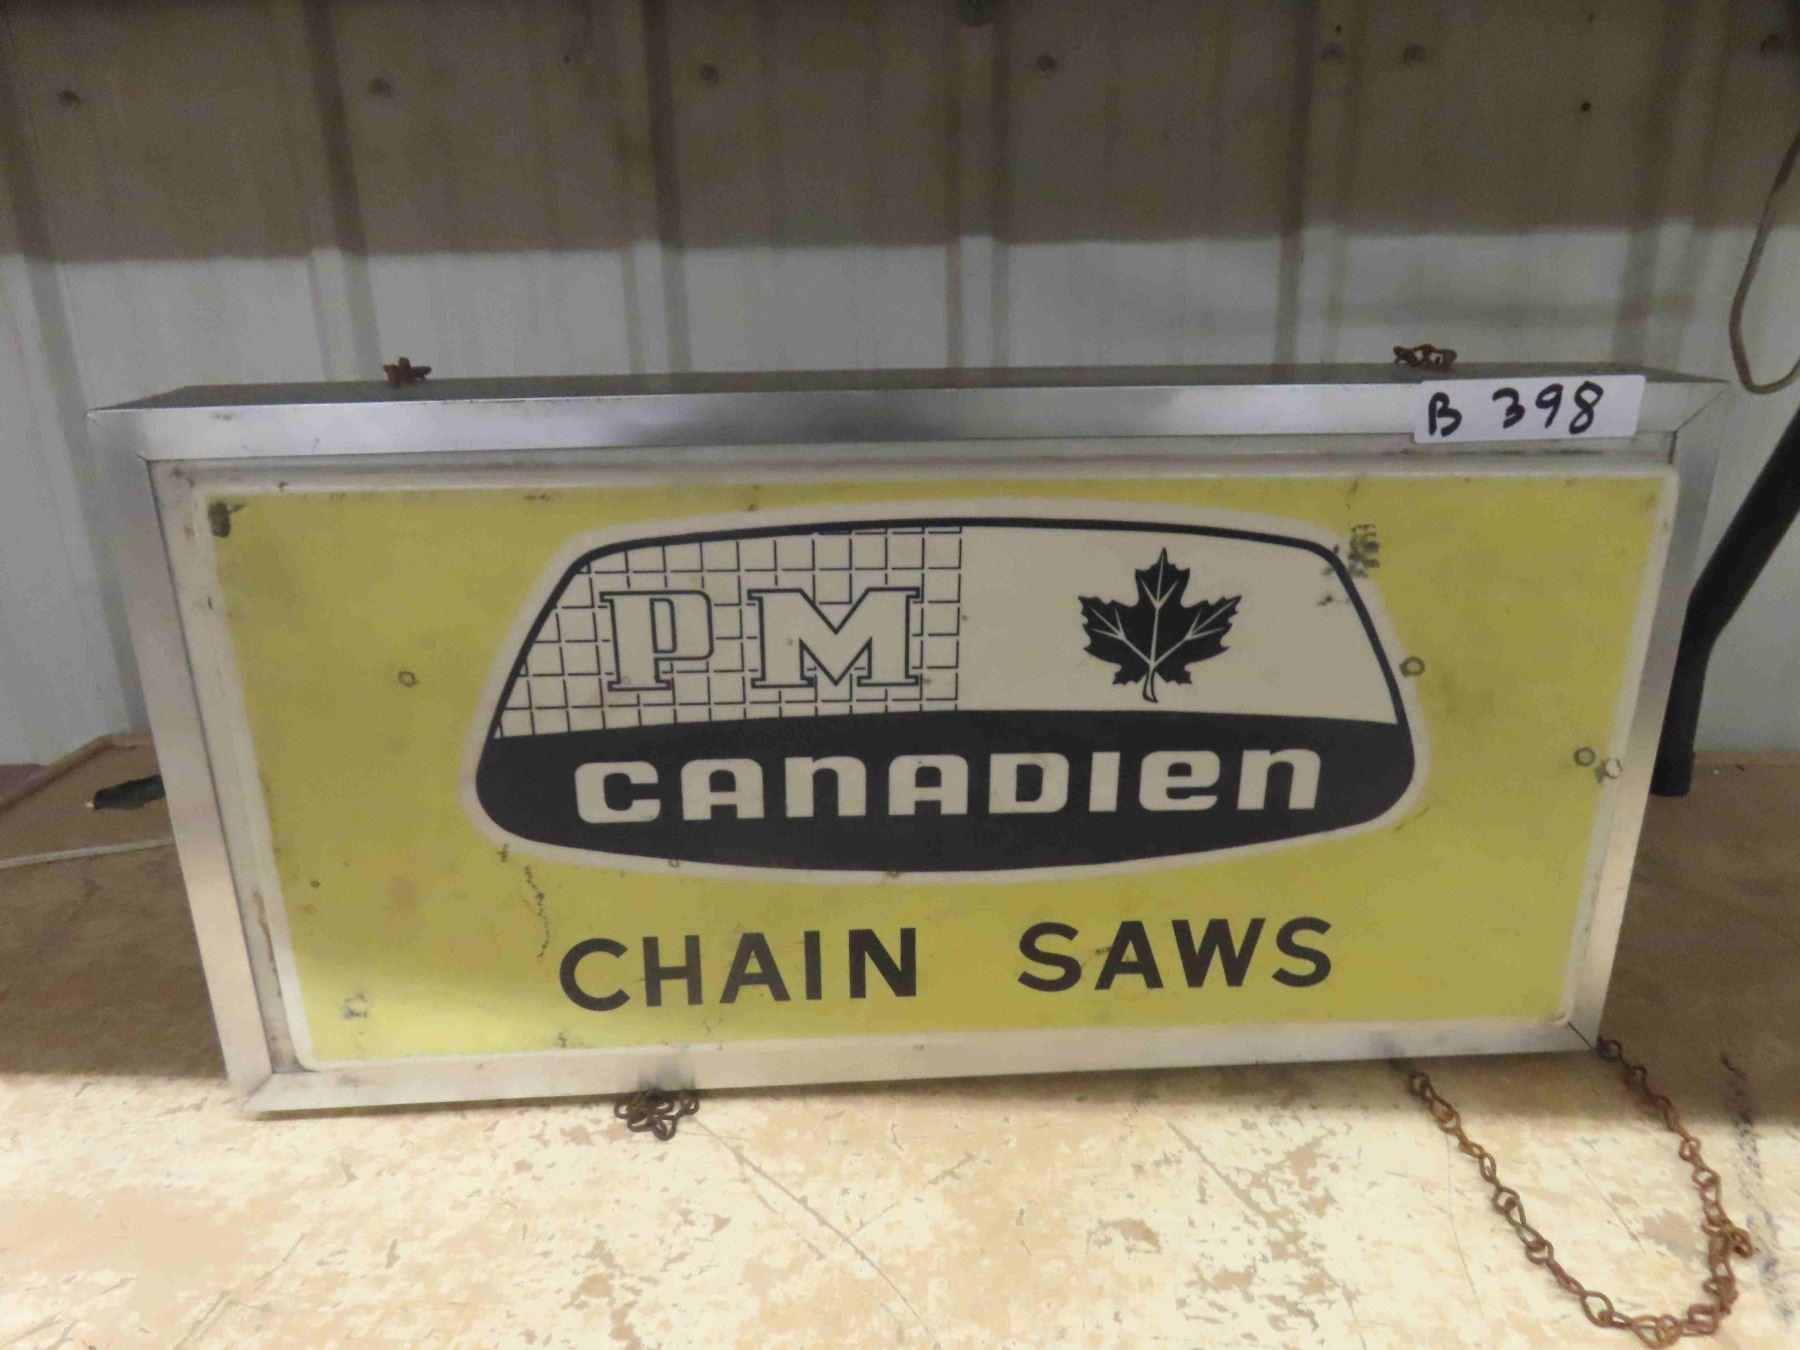 B 398
PM
CANADIEN
CHAIN SAWS